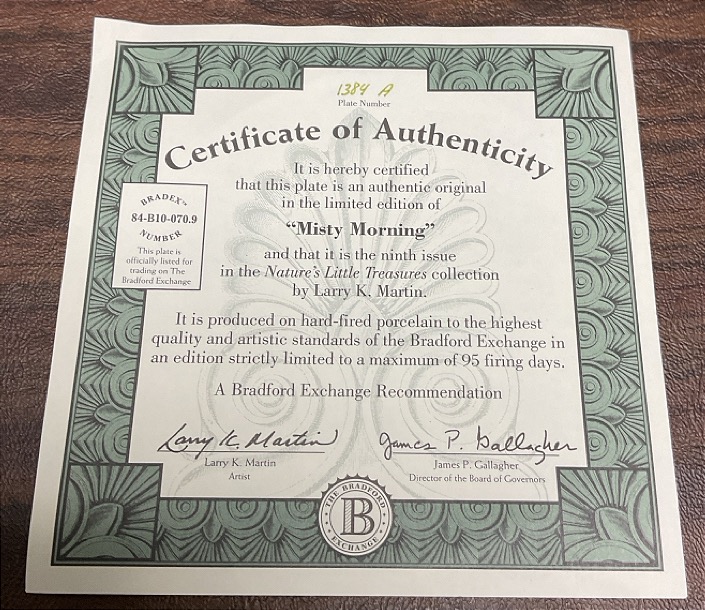 1384 A
Plate Number
Certificate of Authenticity
It is hereby certified
that this plate is an authentic original
in the limited edition of
“Misty Morning”
and that it is the ninth issue
in the Nature's Little Treasures collection
by Larry K. Martin.
BRADEX™
84-B10-070.9
NUMBER
This plate is
officially listed for
trading on The
Bradford Exchange
It is produced on hard-fired porcelain to the highest
quality and artistic standards of the Bradford Exchange in
an edition strictly limited to a maximum of 95 firing days.
A Bradford Exchange Recommendation
Larry K. Martin
Larry K. Martin
Artist
James P. Gallagher
James P. Gallagher
Director of the Board of Governors
THE BRADFORD
B
EXCHANGE